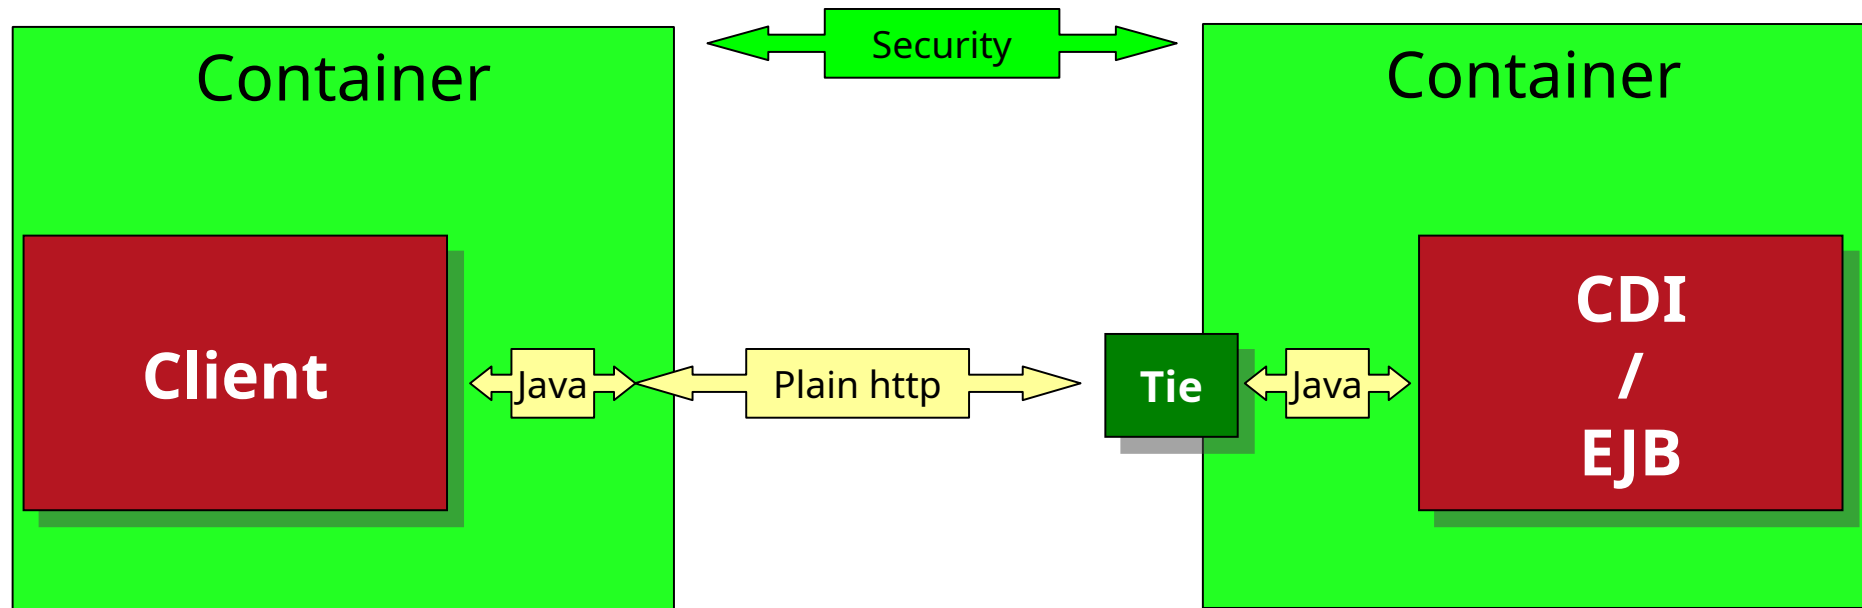 Security
Container
Container
Client
Java
Plain http
Tie
Java
CDI
/
EJB